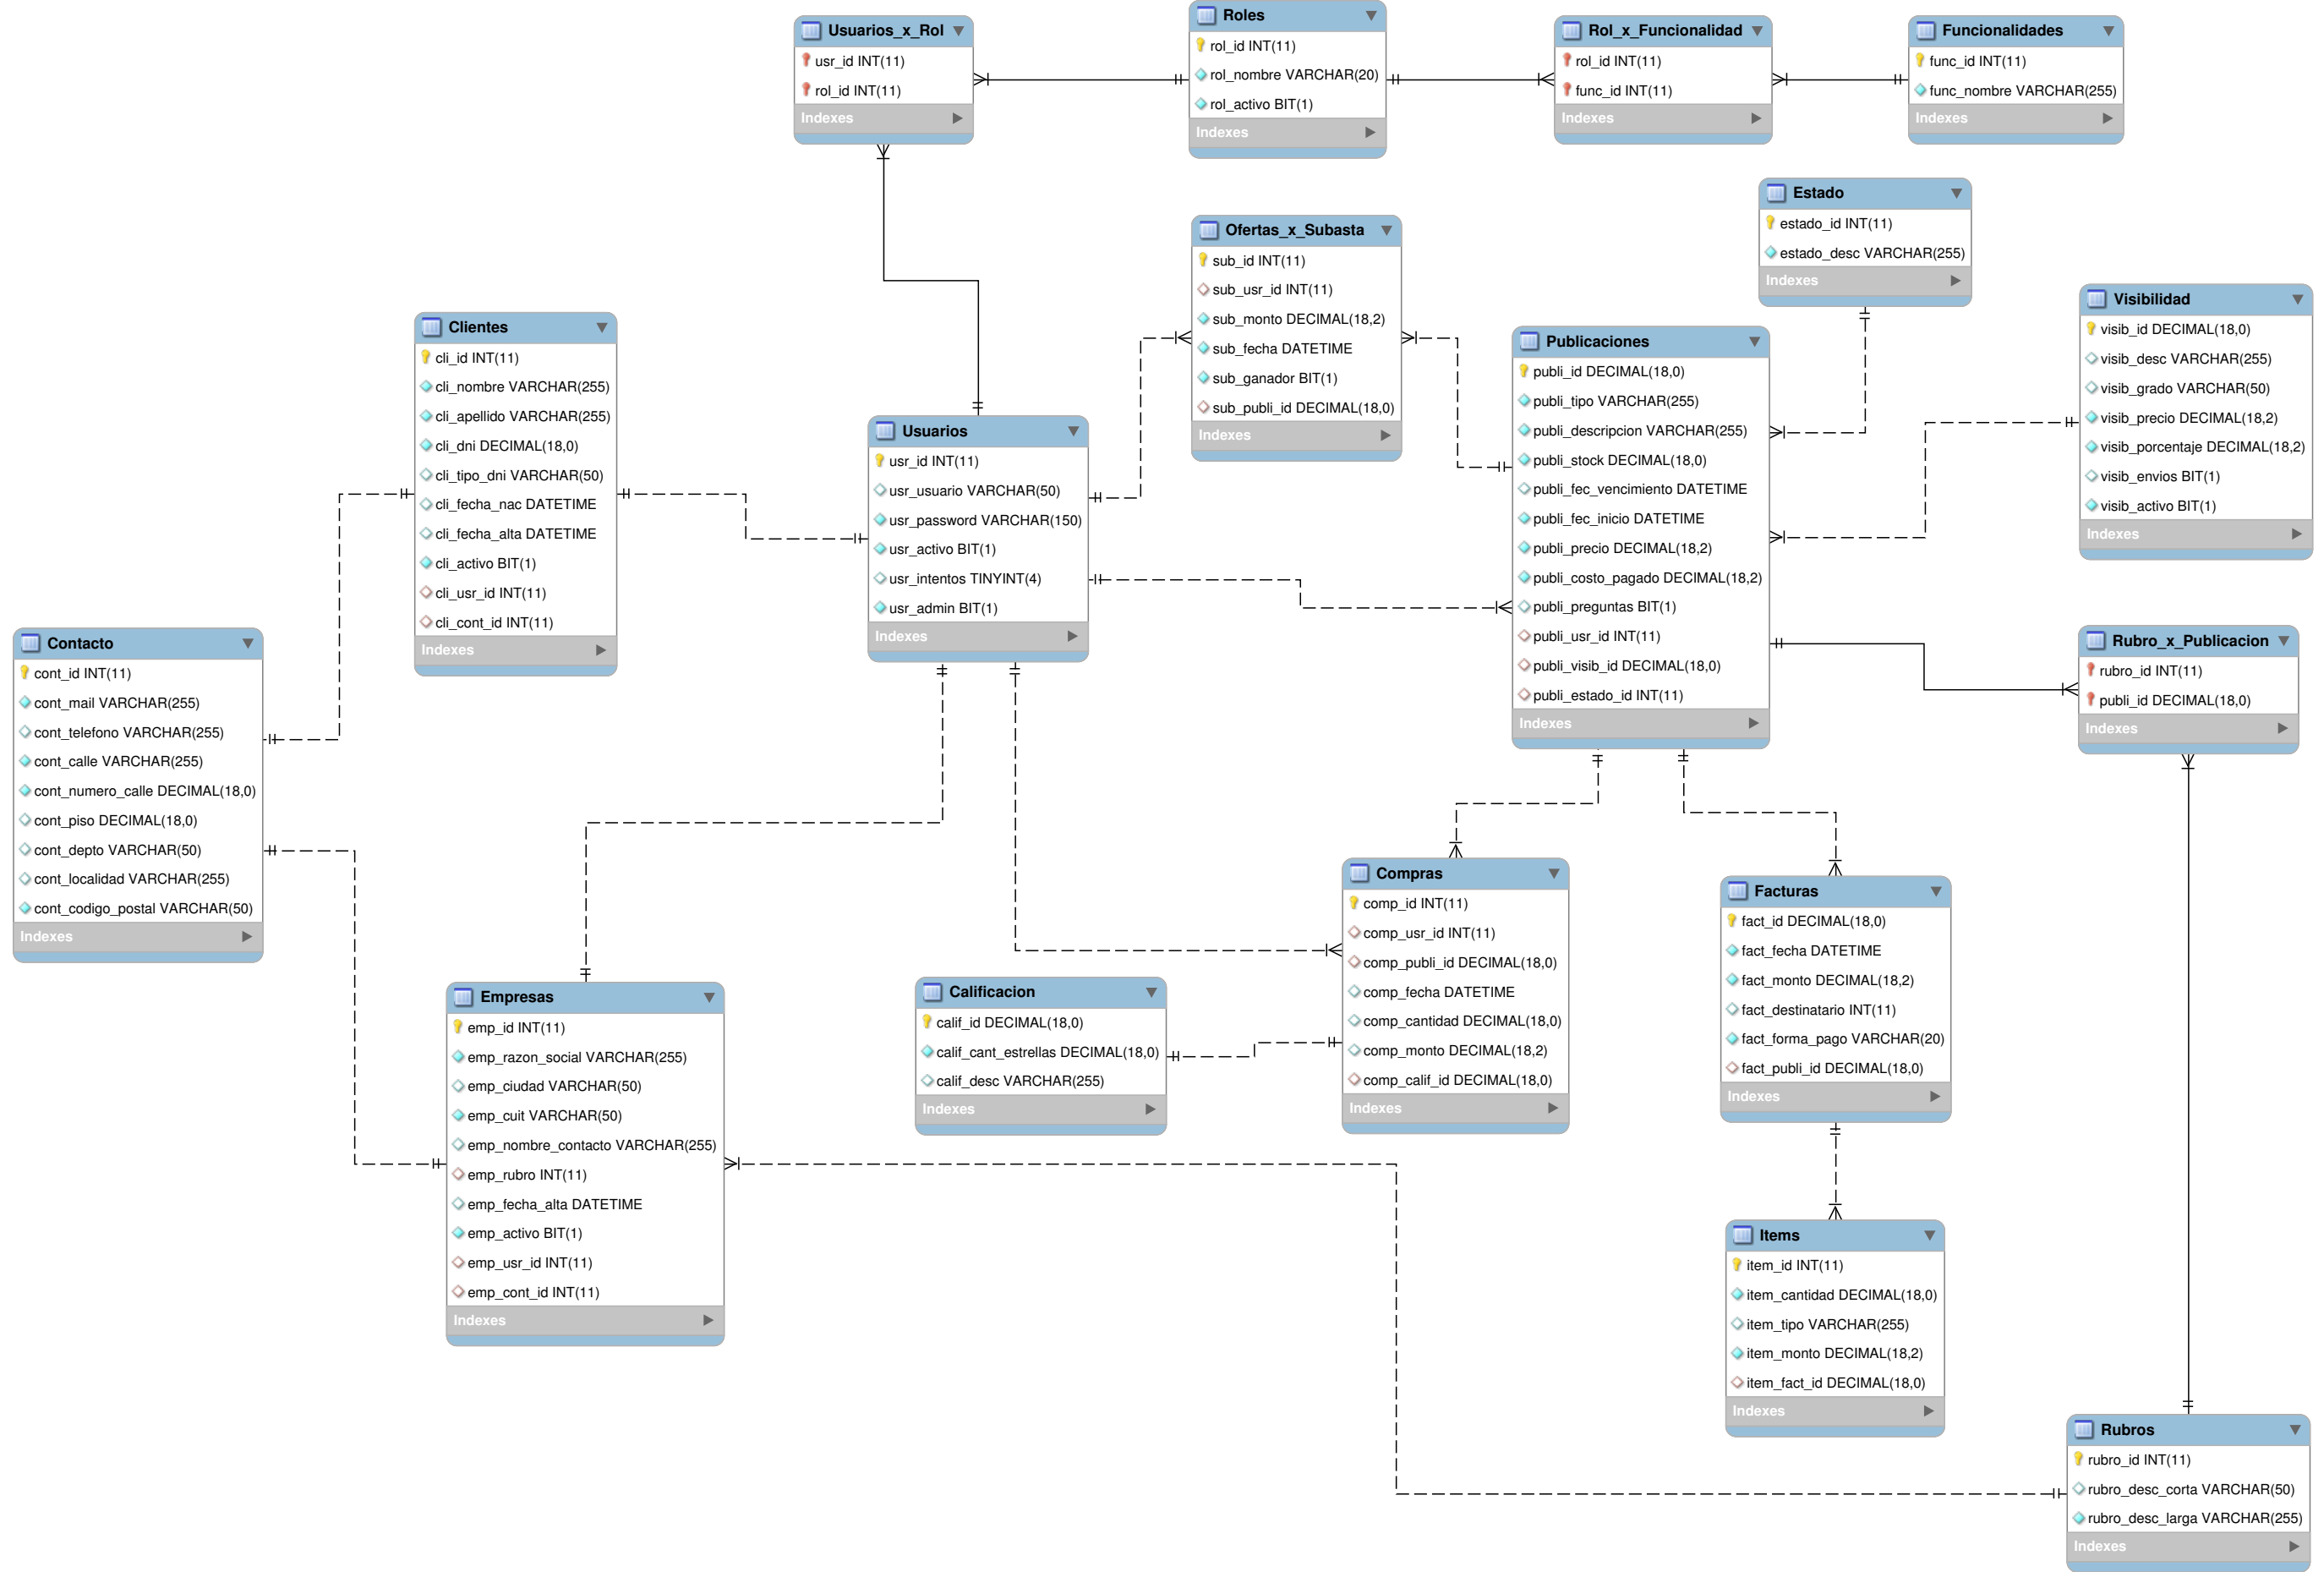 Usuarios_x_Rol
usr_id INT(11)
rol_id INT(11)
Indexes
Roles
rol_id INT(11)
rol_nombre VARCHAR(20)
rol_activo BIT(1)
Indexes
Rol_x_Funcionalidad
rol_id INT(11)
func_id INT(11)
Indexes
Funcionalidades
func_id INT(11)
func_nombre VARCHAR(255)
Indexes
Estado
estado_id INT(11)
estado_desc VARCHAR(255)
Indexes
Ofertas_x_Subasta
sub_id INT(11)
sub_usr_id INT(11)
sub_monto DECIMAL(18,2)
sub_fecha DATETIME
sub_ganador BIT(1)
sub_publi_id DECIMAL(18,0)
Indexes
Visibilidad
visib_id DECIMAL(18,0)
visib_desc VARCHAR(255)
visib_grado VARCHAR(50)
visib_precio DECIMAL(18,2)
visib_porcentaje DECIMAL(18,2)
visib_envios BIT(1)
visib_activo BIT(1)
Indexes
Clientes
cli_id INT(11)
cli_nombre VARCHAR(255)
cli_apellido VARCHAR(255)
cli_dni DECIMAL(18,0)
cli_tipo_dni VARCHAR(50)
cli_fecha_nac DATETIME
cli_fecha_alta DATETIME
cli_activo BIT(1)
cli_usr_id INT(11)
cli_cont_id INT(11)
Indexes
Publicaciones
publi_id DECIMAL(18,0)
publi_tipo VARCHAR(255)
publi_descripcion VARCHAR(255)
publi_stock DECIMAL(18,0)
publi_fec_vencimiento DATETIME
publi_fec_inicio DATETIME
publi_precio DECIMAL(18,2)
publi_costo_pagado DECIMAL(18,2)
publi_preguntas BIT(1)
publi_usr_id INT(11)
publi_visib_id DECIMAL(18,0)
publi_estado_id INT(11)
Indexes
Usuarios
usr_id INT(11)
usr_usuario VARCHAR(50)
usr_password VARCHAR(150)
usr_activo BIT(1)
usr_intentos TINYINT(4)
usr_admin BIT(1)
Indexes
Contacto
cont_id INT(11)
cont_mail VARCHAR(255)
cont_telefono VARCHAR(255)
cont_calle VARCHAR(255)
cont_numero_calle DECIMAL(18,0)
cont_piso DECIMAL(18,0)
cont_depto VARCHAR(50)
cont_localidad VARCHAR(255)
cont_codigo_postal VARCHAR(50)
Indexes
Rubro_x_Publicacion
rubro_id INT(11)
publi_id DECIMAL(18,0)
Indexes
Compras
comp_id INT(11)
comp_usr_id INT(11)
comp_publi_id DECIMAL(18,0)
comp_fecha DATETIME
comp_cantidad DECIMAL(18,0)
comp_monto DECIMAL(18,2)
comp_calif_id DECIMAL(18,0)
Indexes
Facturas
fact_id DECIMAL(18,0)
fact_fecha DATETIME
fact_monto DECIMAL(18,2)
fact_destinatario INT(11)
fact_forma_pago VARCHAR(20)
fact_publi_id DECIMAL(18,0)
Indexes
Calificacion
calif_id DECIMAL(18,0)
calif_cant_estrellas DECIMAL(18,0)
calif_desc VARCHAR(255)
Indexes
Empresas
emp_id INT(11)
emp_razon_social VARCHAR(255)
emp_ciudad VARCHAR(50)
emp_cuit VARCHAR(50)
emp_nombre_contacto VARCHAR(255)
emp_rubro INT(11)
emp_fecha_alta DATETIME
emp_activo BIT(1)
emp_usr_id INT(11)
emp_cont_id INT(11)
Indexes
Items
item_id INT(11)
item_cantidad DECIMAL(18,0)
item_tipo VARCHAR(255)
item_monto DECIMAL(18,2)
item_fact_id DECIMAL(18,0)
Indexes
Rubros
rubro_id INT(11)
rubro_desc_corta VARCHAR(50)
rubro_desc_larga VARCHAR(255)
Indexes